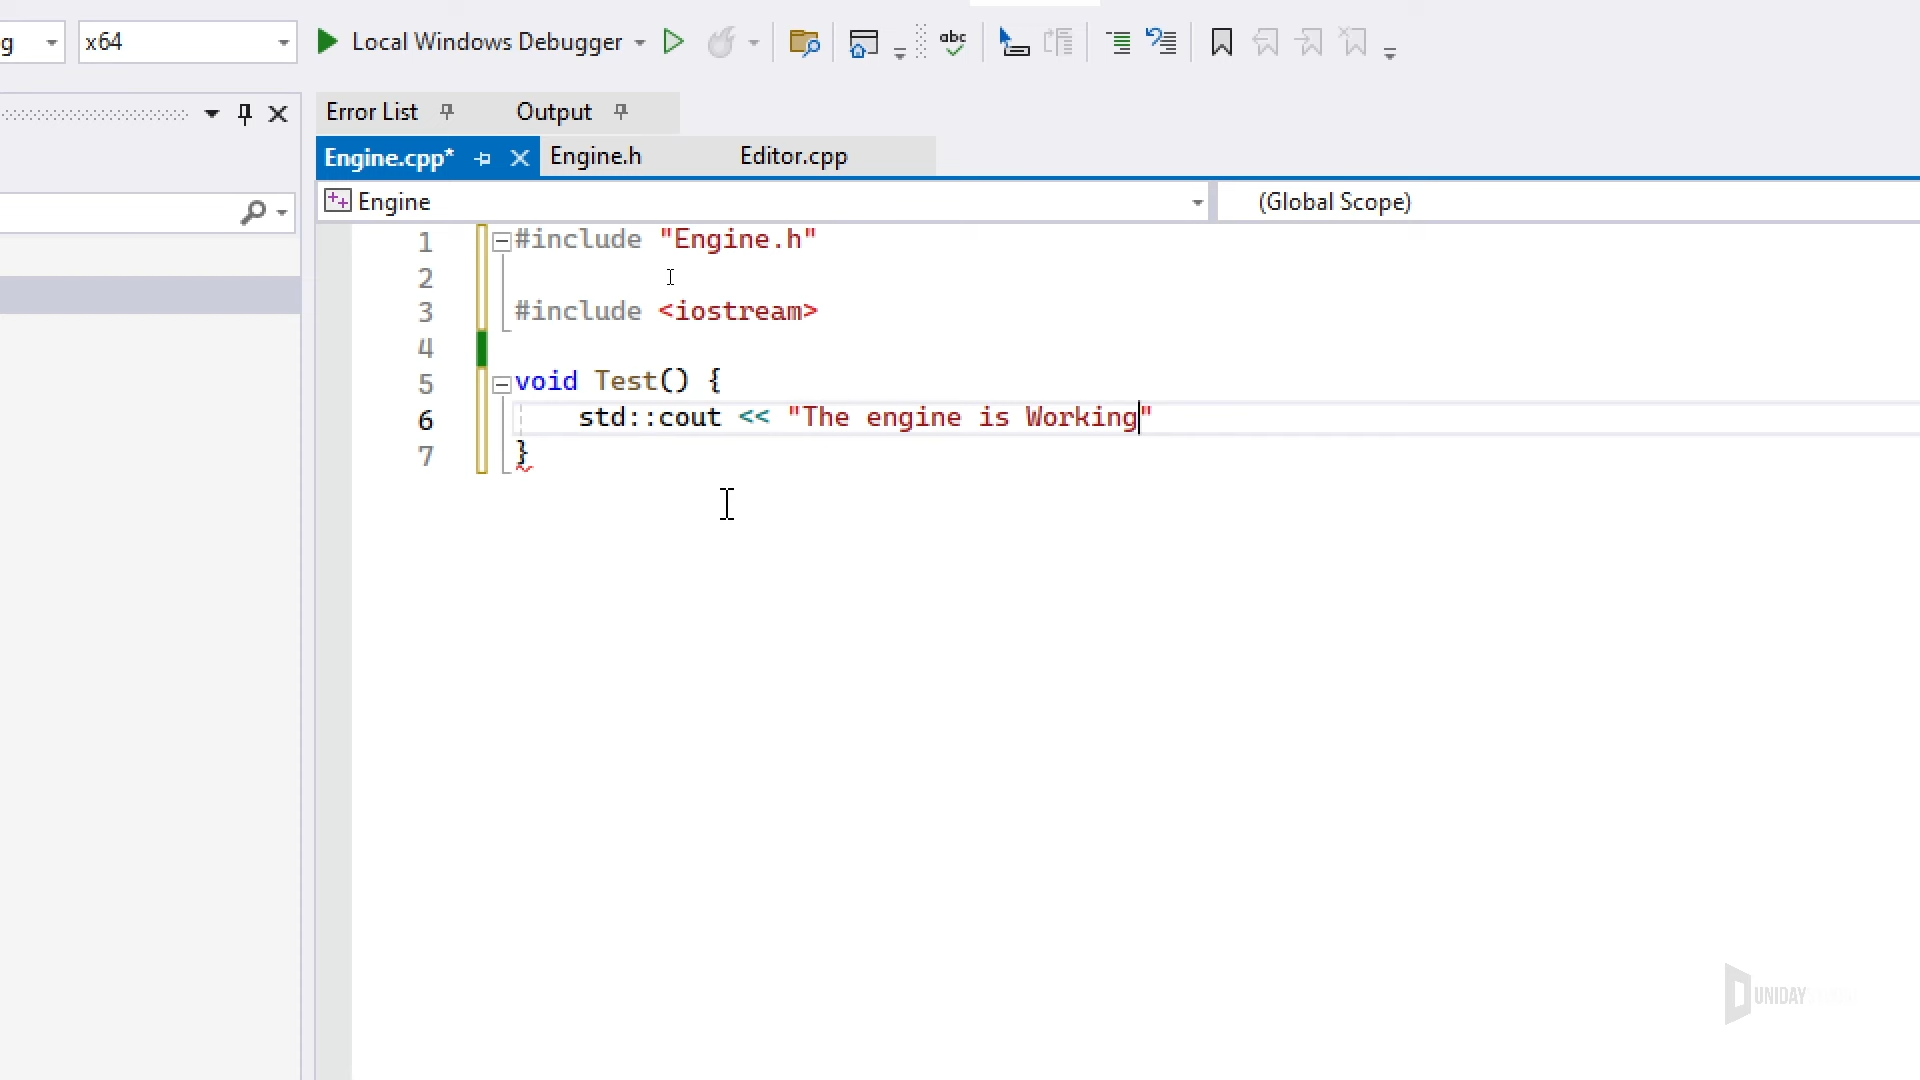 g x64 Local Windows Debugger abc
Error List Output
Engine.cpp* Engine.h Editor.cpp
Engine (Global Scope)
1 #include "Engine.h"
2
3 #include <iostream>
4
5 void Test() {
6 std::cout << "The engine is Working"
7 }
UNIDAY